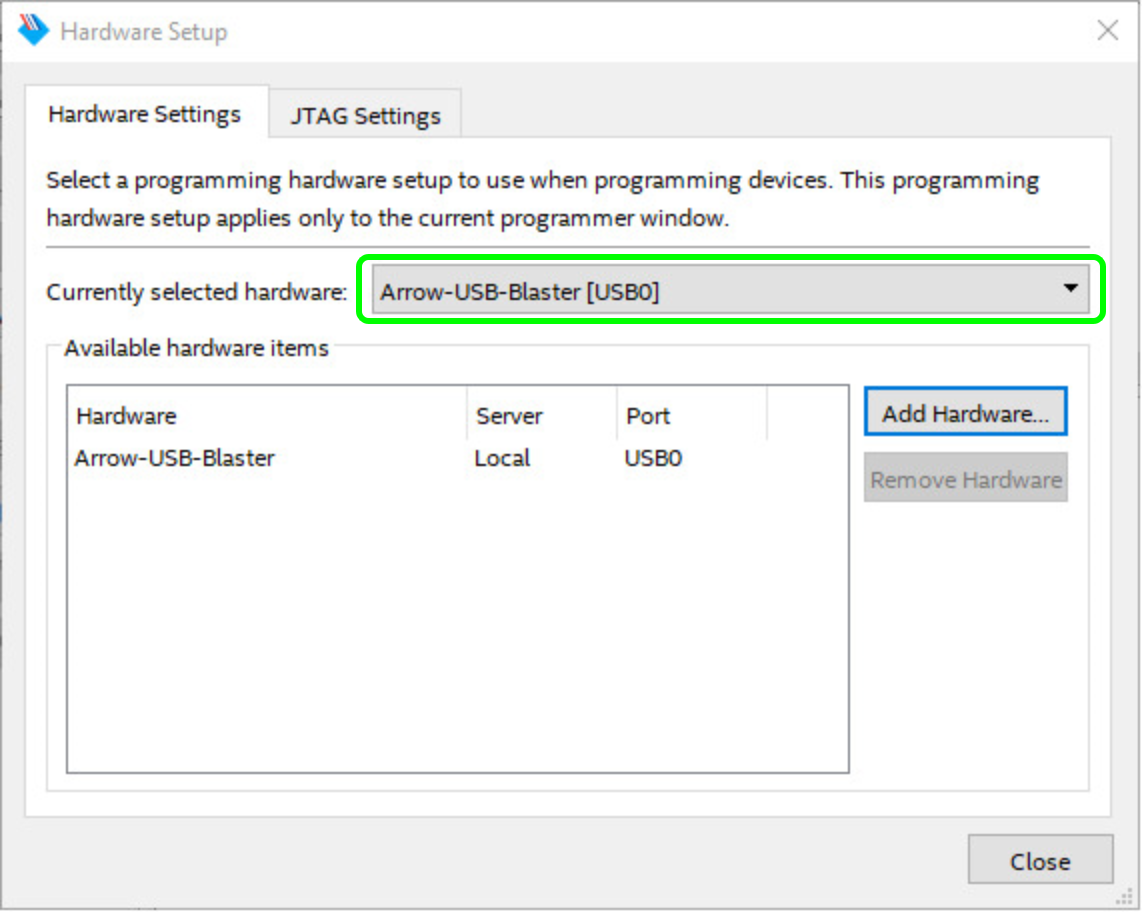 Hardware Setup
Hardware Settings
JTAG Settings
Select a programming hardware setup to use when programming devices. This programming
hardware setup applies only to the current programmer window.
Currently selected hardware:
Arrow-USB-Blaster [USB0]
Available hardware items
Hardware Server Port
Arrow-USB-Blaster Local USB0
Add Hardware...
Remove Hardware
Close